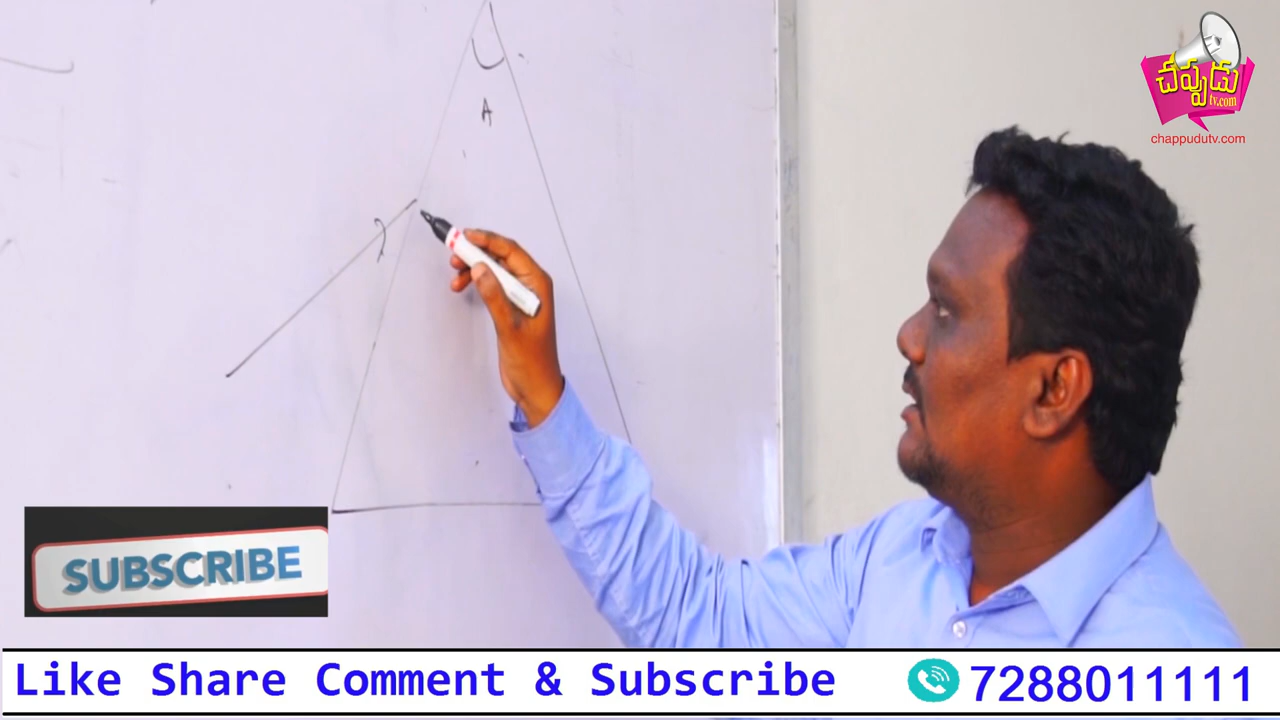 చప్పుడు
tv.com
chappudutv.com
A
SUBSCRIBE
Like Share Comment & Subscribe
7288011111